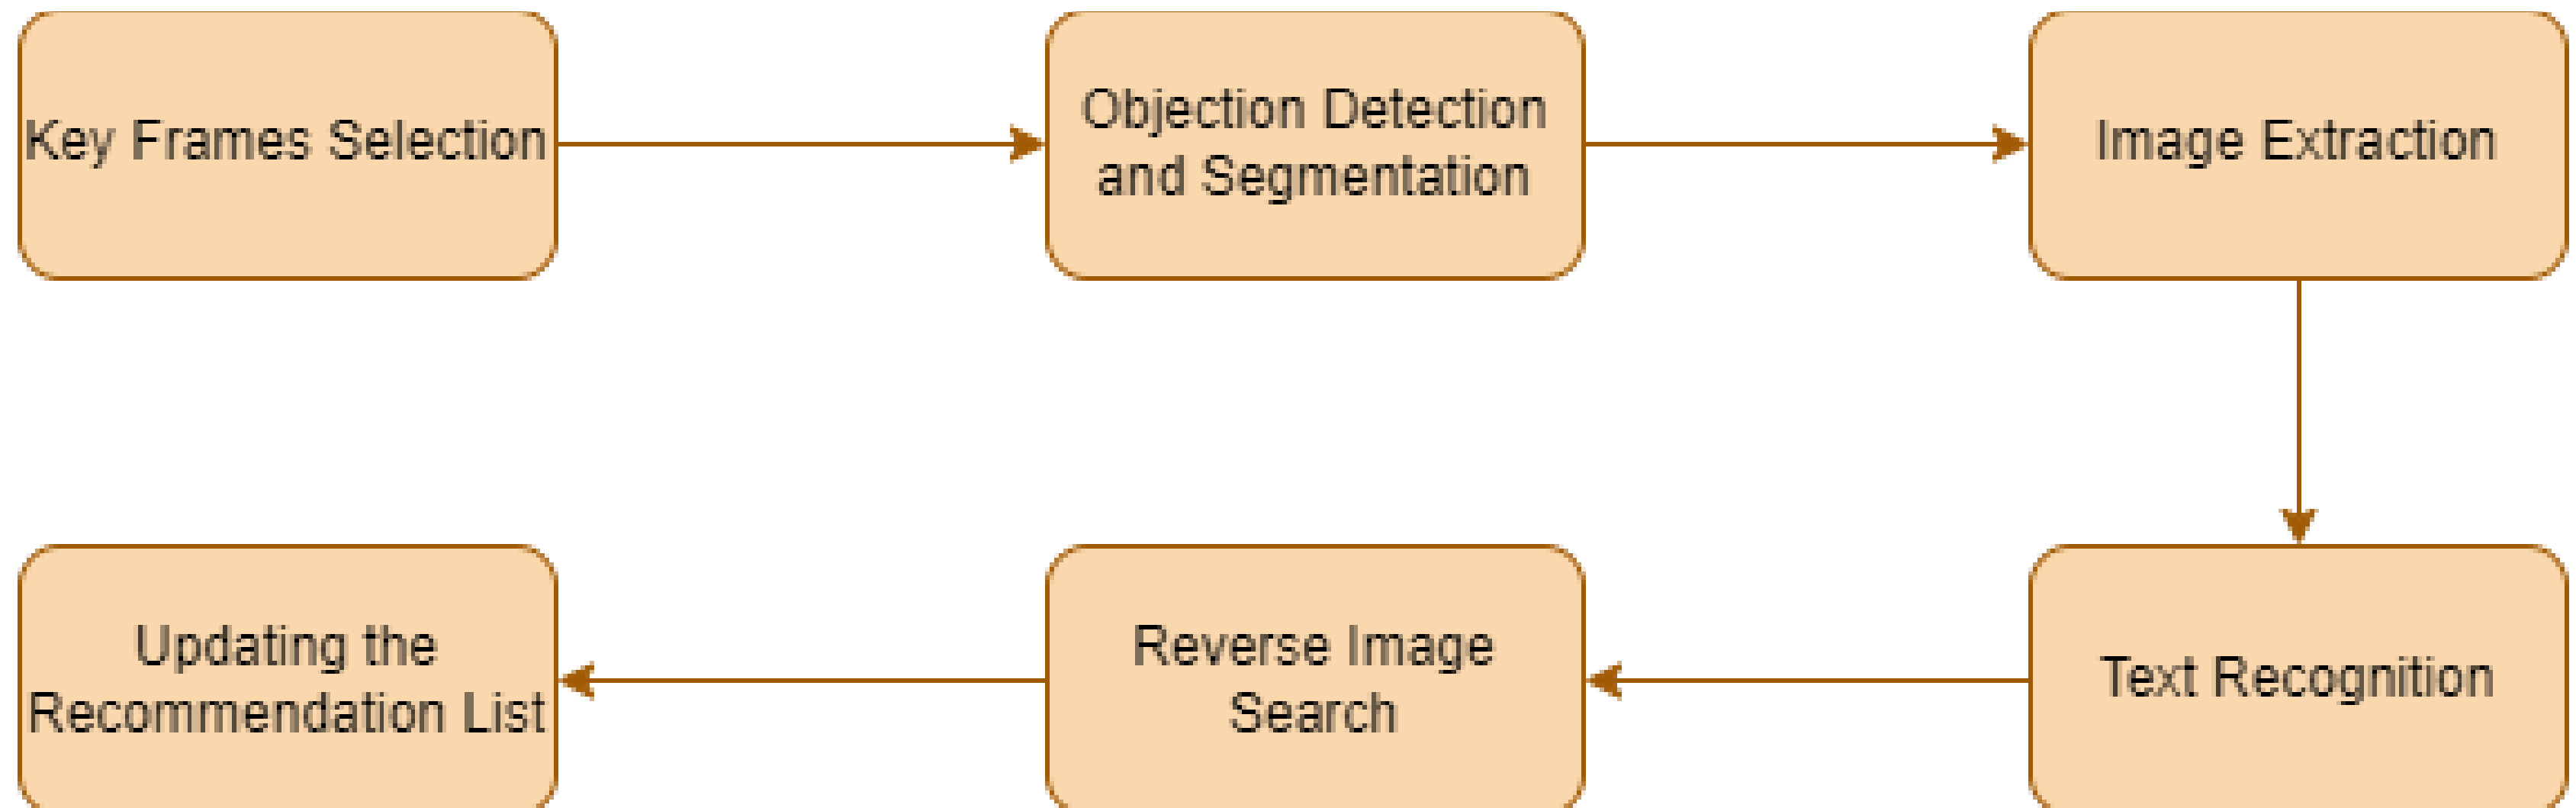 Key Frames Selection
Objection Detection
and Segmentation
Image Extraction
Text Recognition
Reverse Image
Search
Updating the
Recommendation List